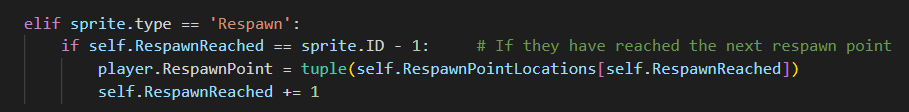 elif sprite.type == 'Respawn':
    if self.RespawnReached == sprite.ID - 1:     # If they have reached the next respawn point
        player.RespawnPoint = tuple(self.RespawnPointLocations[self.RespawnReached])
        self.RespawnReached += 1